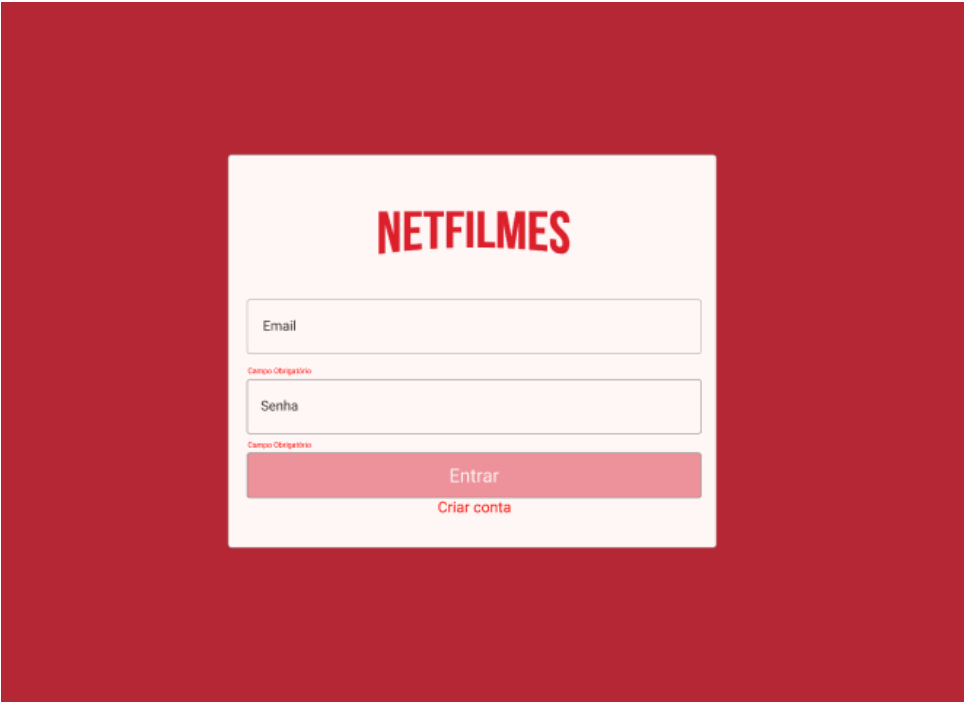 NETFILMES
Email
Campo Obrigatório
Senha
Campo Obrigatório
Entrar
Criar conta